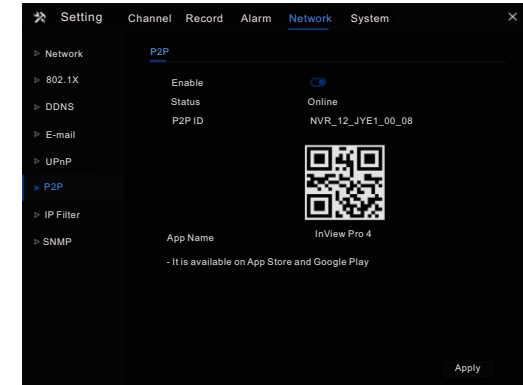 Setting Channel Record Alarm Network System
Network
802.1X
DDNS
E-mail
UPnP
P2P
IP Filter
SNMP
P2P
Enable
Status Online
P2P ID NVR_12_JYE1_00_08
App Name InView Pro 4
- It is available on App Store and Google Play
Apply